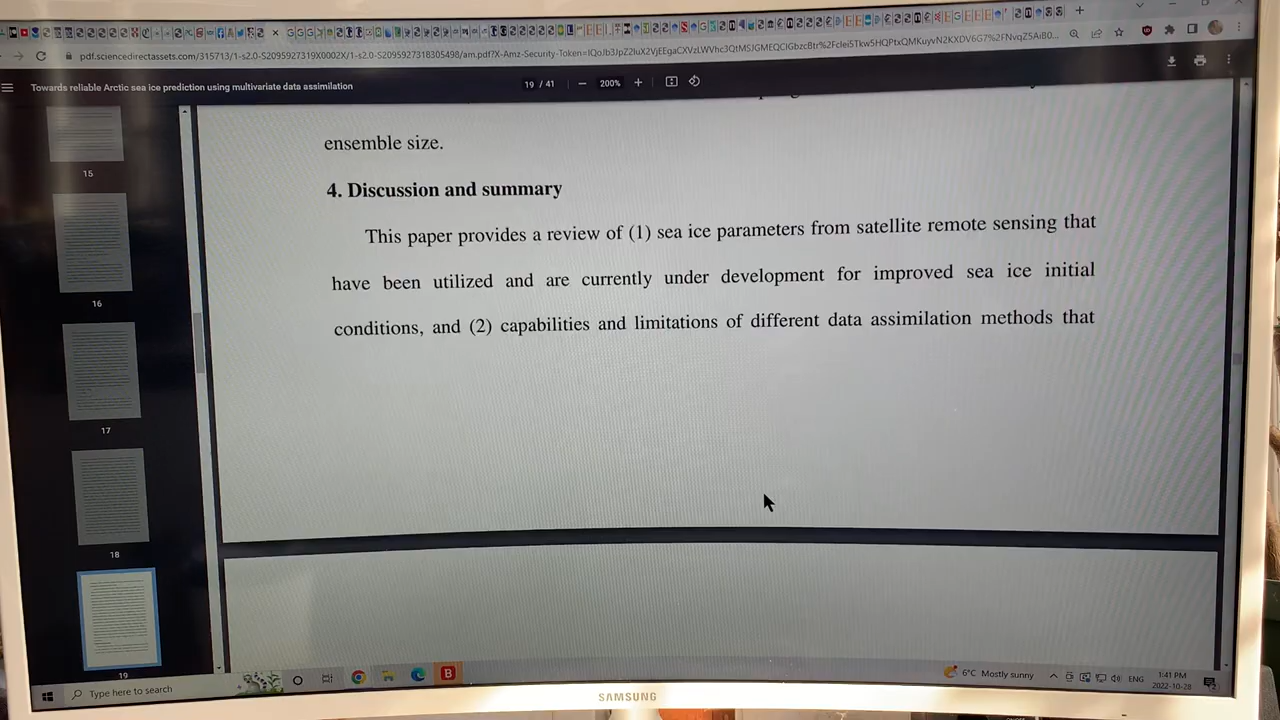 Towards reliable Arctic sea ice prediction using multivariate data assimilation
19 / 41
200%
ensemble size.
4. Discussion and summary
This paper provides a review of (1) sea ice parameters from satellite remote sensing that
have been utilized and are currently under development for improved sea ice initial
conditions, and (2) capabilities and limitations of different data assimilation methods that
15
16
17
18
19
Type here to search
B
6°C Mostly sunny
ENG
1:41 PM
2022-10-28
SAMSUNG